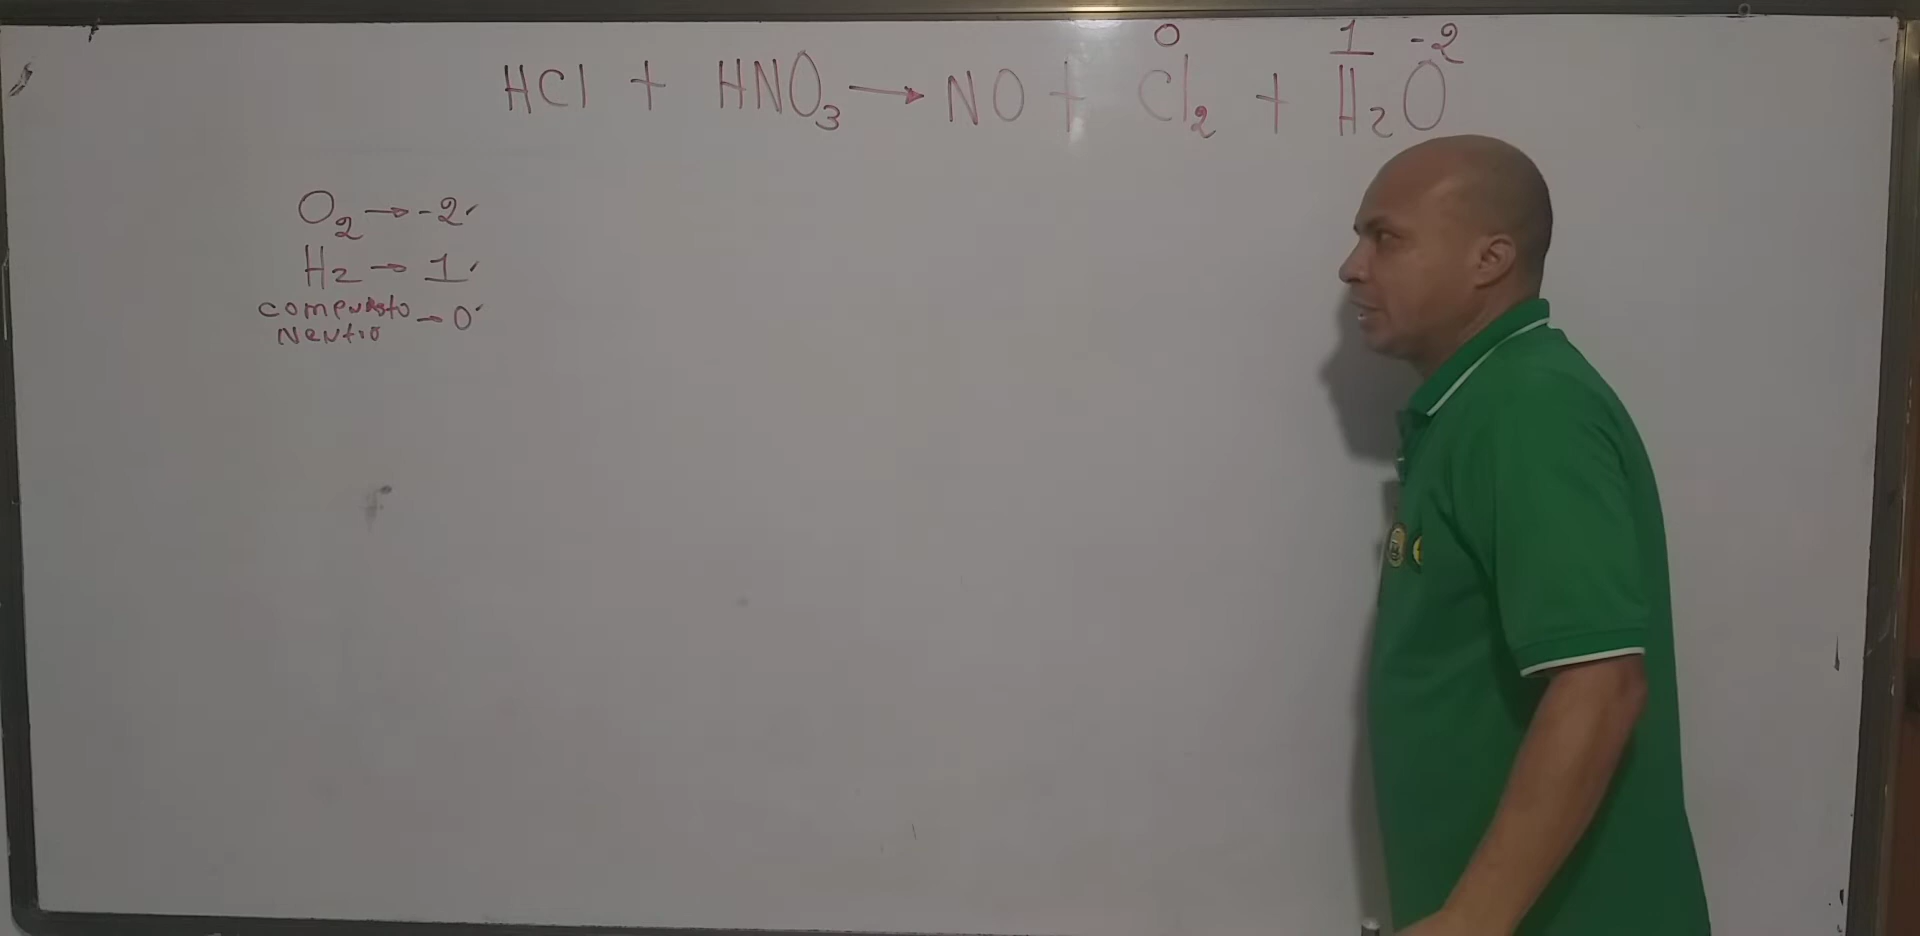 0 1 -2
HCl + HNO₃ → NO + Cl₂ + H₂O
O₂ → -2
H₂ → 1
compuesto → 0
Neutro